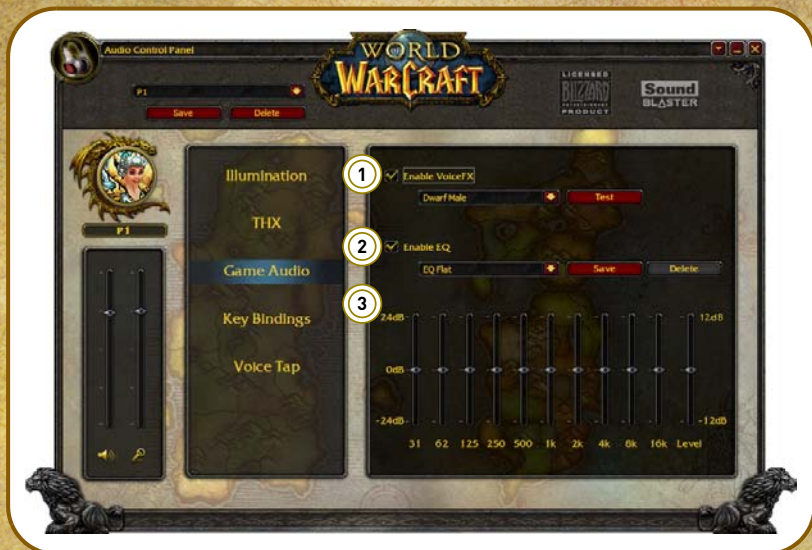 Audio Control Panel
WORLD
OF
WARCRAFT
P1
Save Delete
LICENSED
BLIZZARD
ENTERTAINMENT
PRODUCT
Sound
BLASTER
P1
Illumination
THX
Game Audio
Key Bindings
Voice Tap
1 Enable VoiceFX
Dwarf Male Test
2 Enable EQ
EQ Flat Save Delete
3
24dB 12dB
0dB
-24dB -12dB
31 62 125 250 500 1k 2k 4k 8k 16k Level